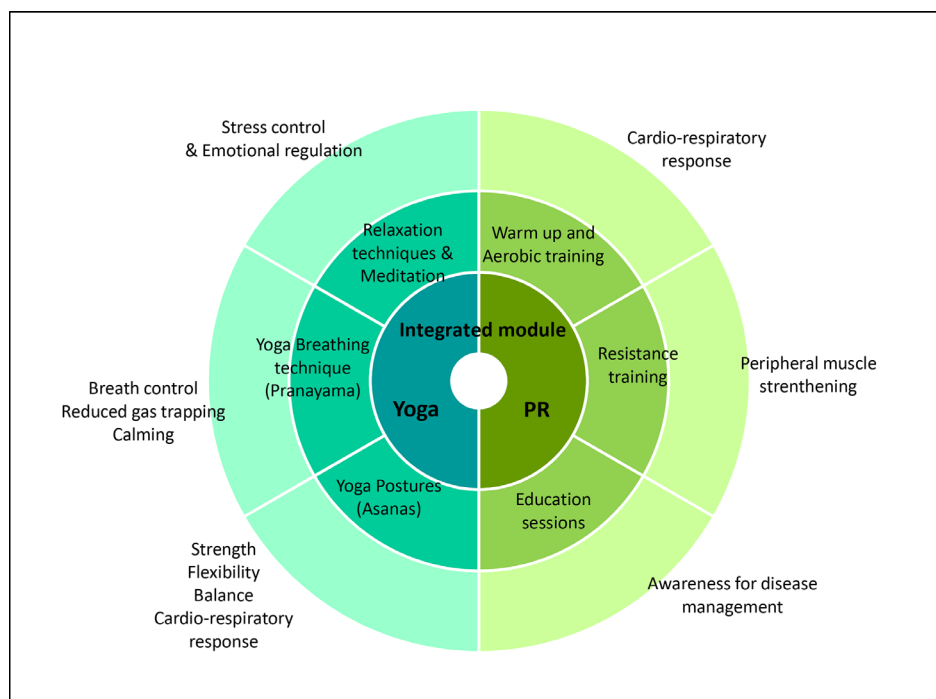 Stress control
& Emotional regulation
Cardio-respiratory
response
Relaxation
techniques &
Meditation
Warm up and
Aerobic training
Integrated module
Yoga Breathing
technique
(Pranayama)
Resistance
training
Peripheral muscle
strenthening
Breath control
Reduced gas trapping
Calming
Yoga
PR
Yoga Postures
(Asanas)
Education
sessions
Strength
Flexibility
Balance
Cardio-respiratory
response
Awareness for disease
management